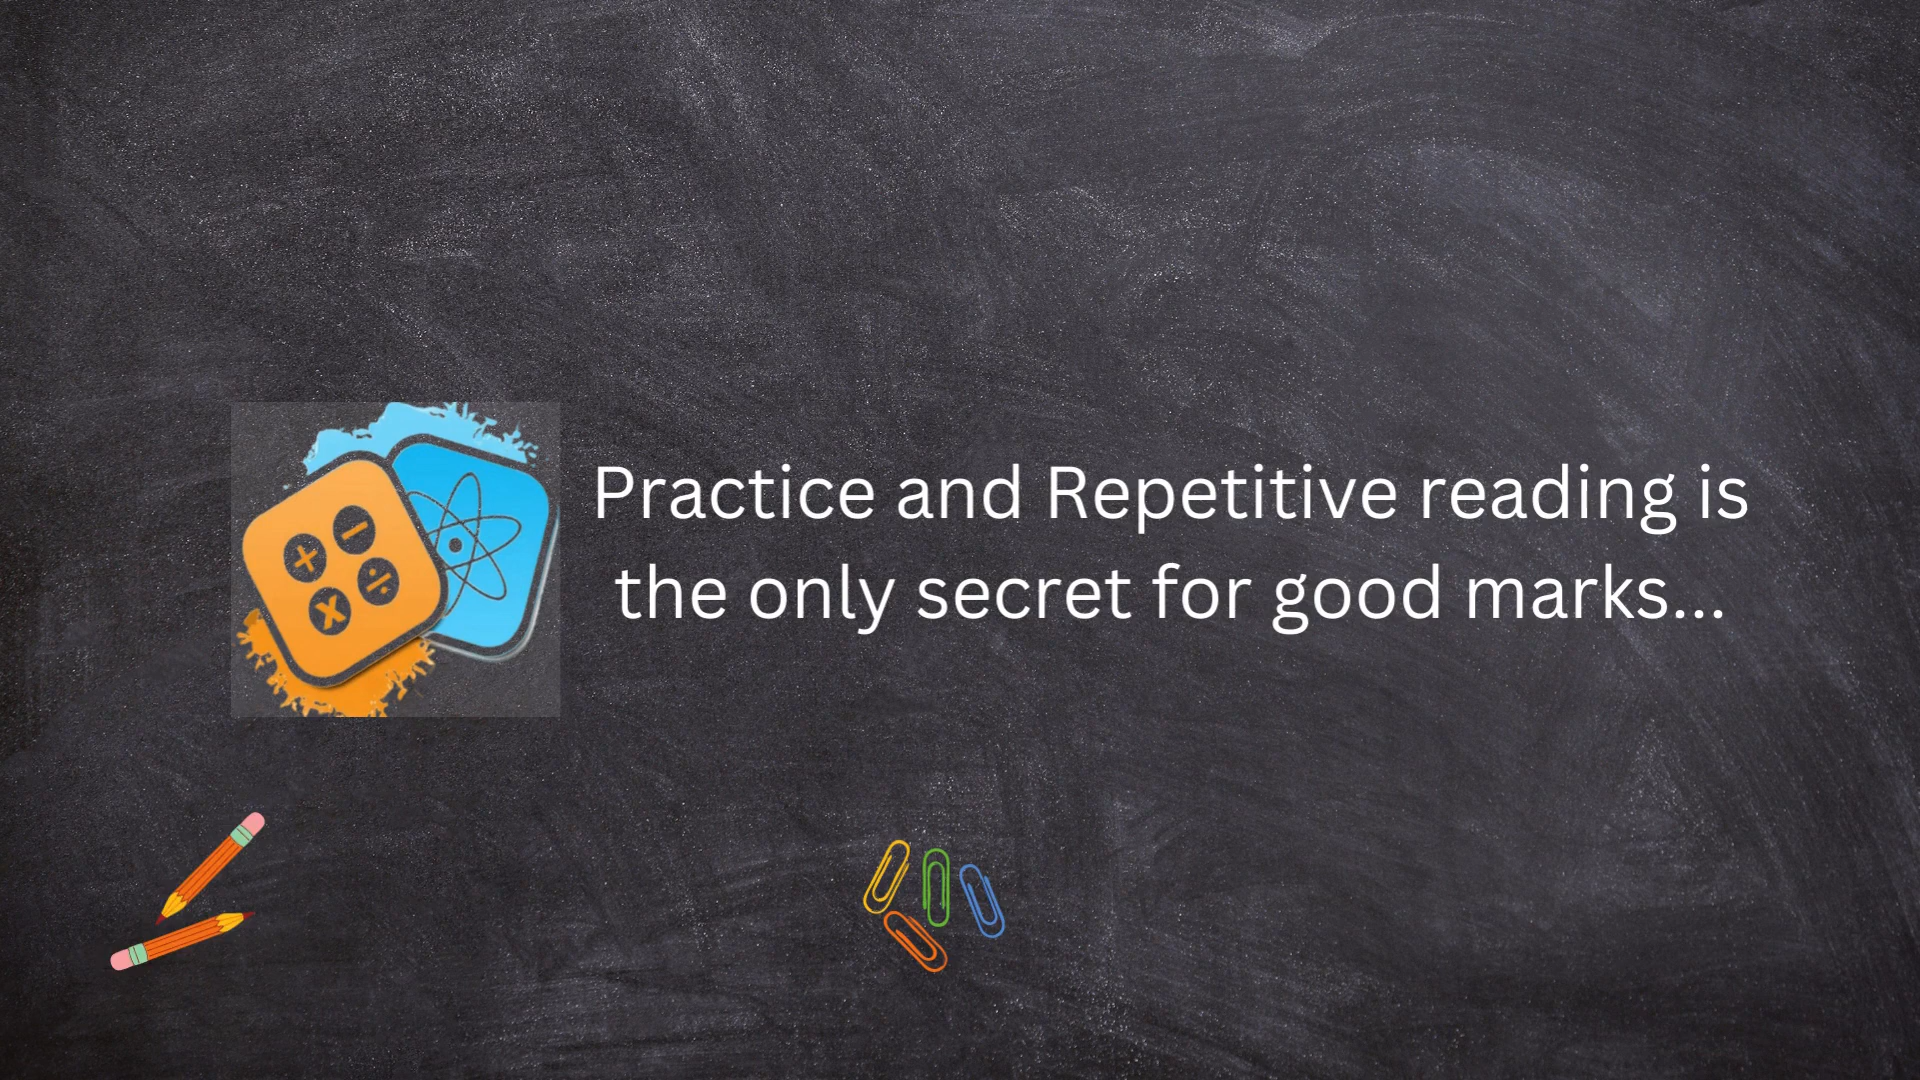 Practice and Repetitive reading is
the only secret for good marks...